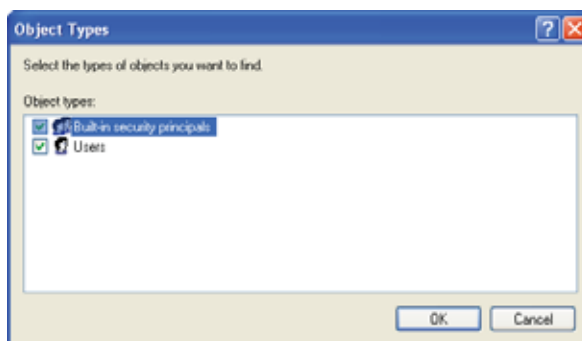 Object Types
Select the types of objects you want to find.
Object types:
Built-in security principals
Users
OK
Cancel